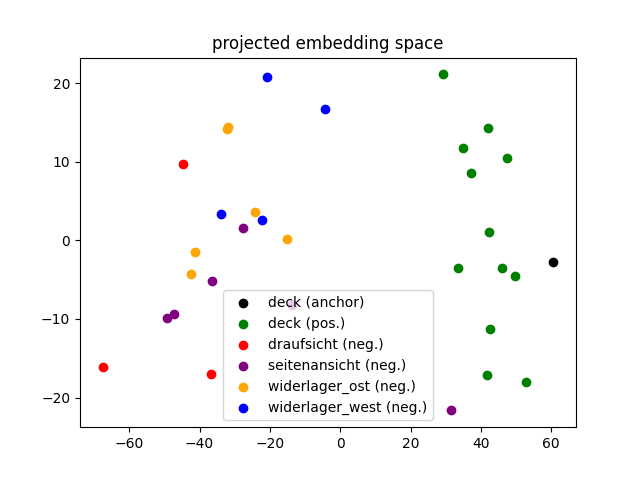 projected embedding space
20
10
0
−10
−20
−60
−40
−20
0
20
40
60
deck (anchor)
deck (pos.)
draufsicht (neg.)
seitenansicht (neg.)
widerlager_ost (neg.)
widerlager_west (neg.)